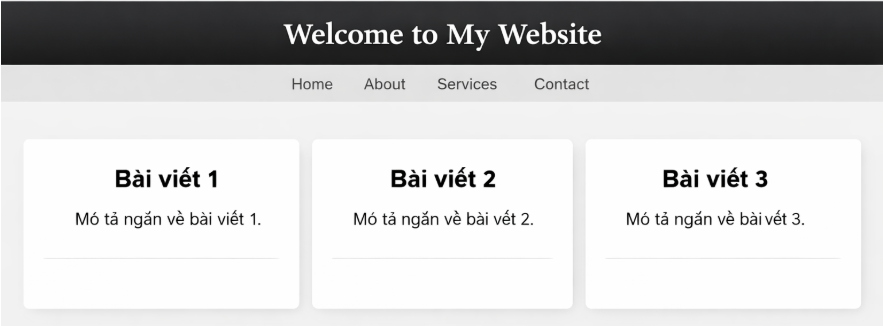 Welcome to My Website
Home About Services Contact
Bài viết 1
Mó tả ngắn về bài viết 1.
Bài viết 2
Mó tả ngắn về bài vết 2.
Bài viết 3
Mó tả ngắn về bài vết 3.